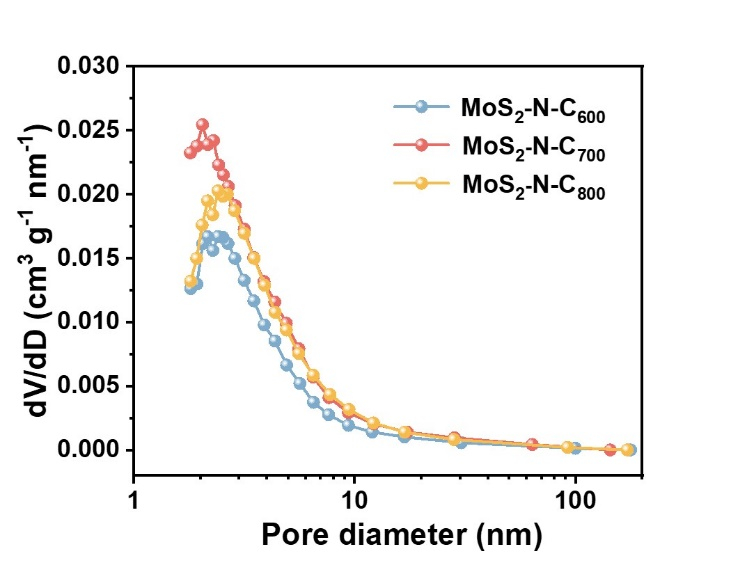 0.030
0.025
0.020
0.015
0.010
0.005
0.000
dV/dD (cm³ g⁻¹ nm⁻¹)
MoS₂-N-C₆₀₀
MoS₂-N-C₇₀₀
MoS₂-N-C₈₀₀
1 10 100
Pore diameter (nm)